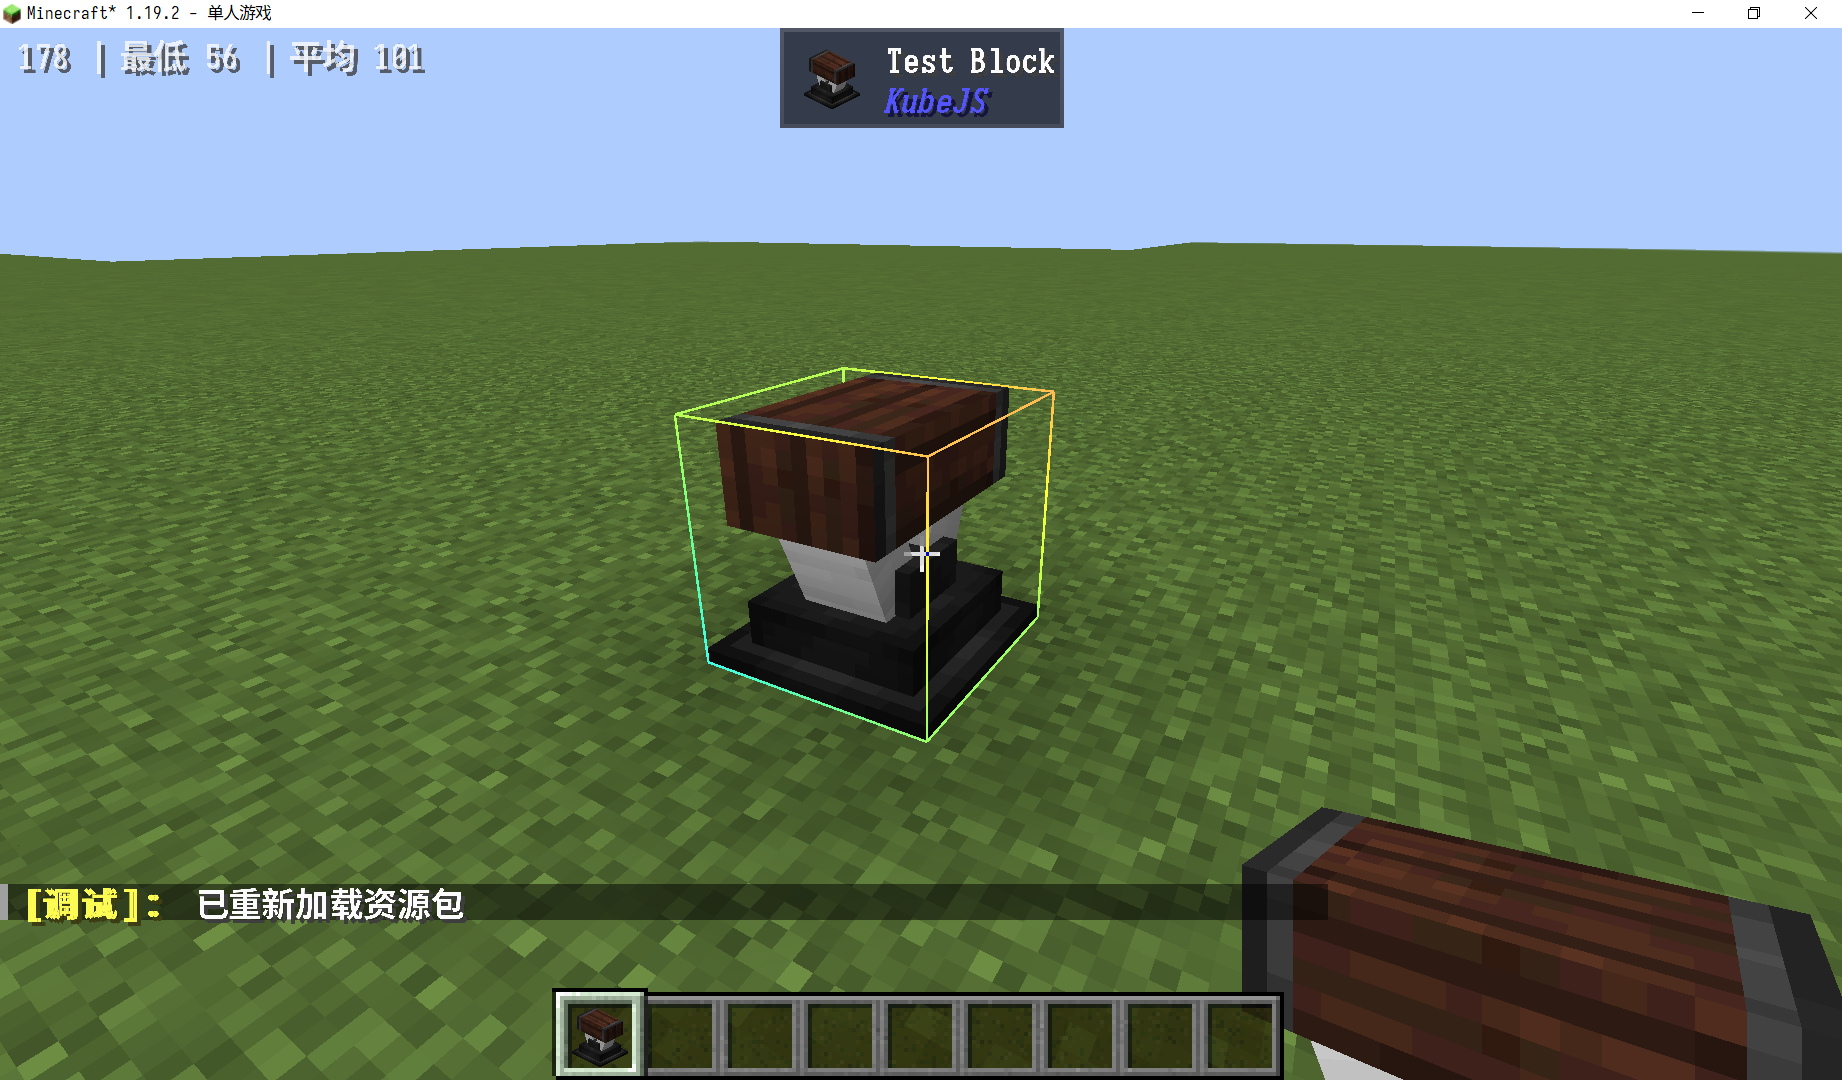 Minecraft* 1.19.2 - 单人游戏
178 | 最低 56 | 平均 101
Test Block
KubeJS
[调试]： 已重新加载资源包